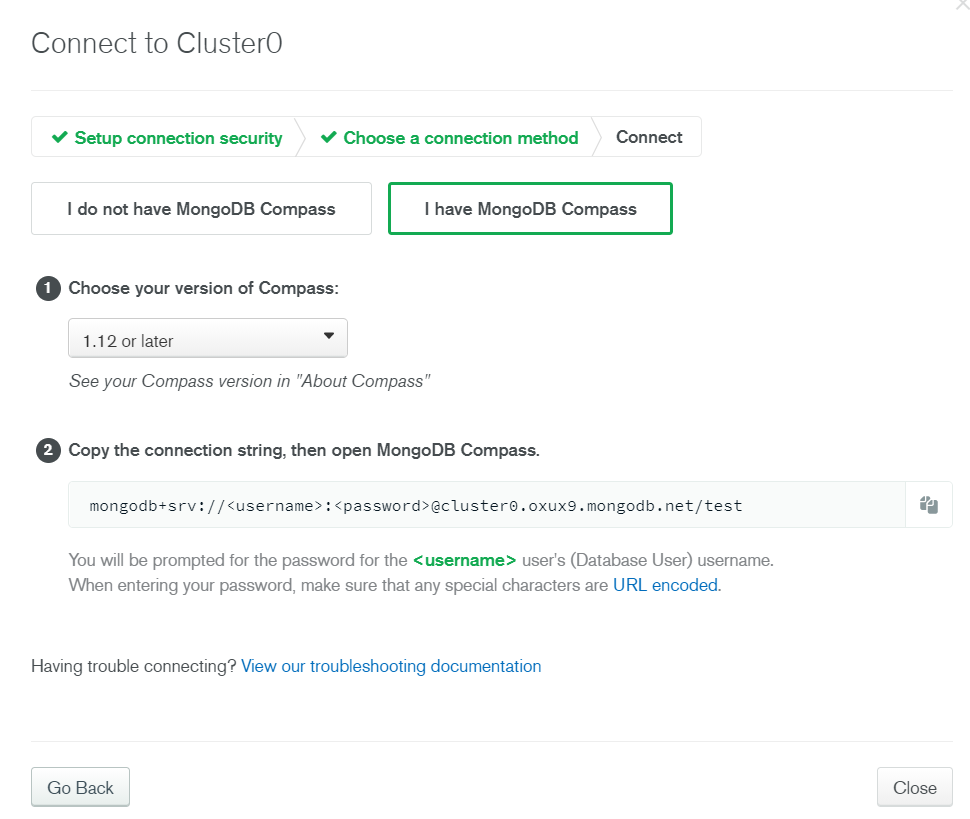 Connect to Cluster0
Setup connection security
Choose a connection method
Connect
I do not have MongoDB Compass
I have MongoDB Compass
1 Choose your version of Compass:
1.12 or later
See your Compass version in "About Compass"
2 Copy the connection string, then open MongoDB Compass.
mongodb+srv://<username>:<password>@cluster0.oxux9.mongodb.net/test
You will be prompted for the password for the <username> user's (Database User) username.
When entering your password, make sure that any special characters are URL encoded.
Having trouble connecting? View our troubleshooting documentation
Go Back
Close